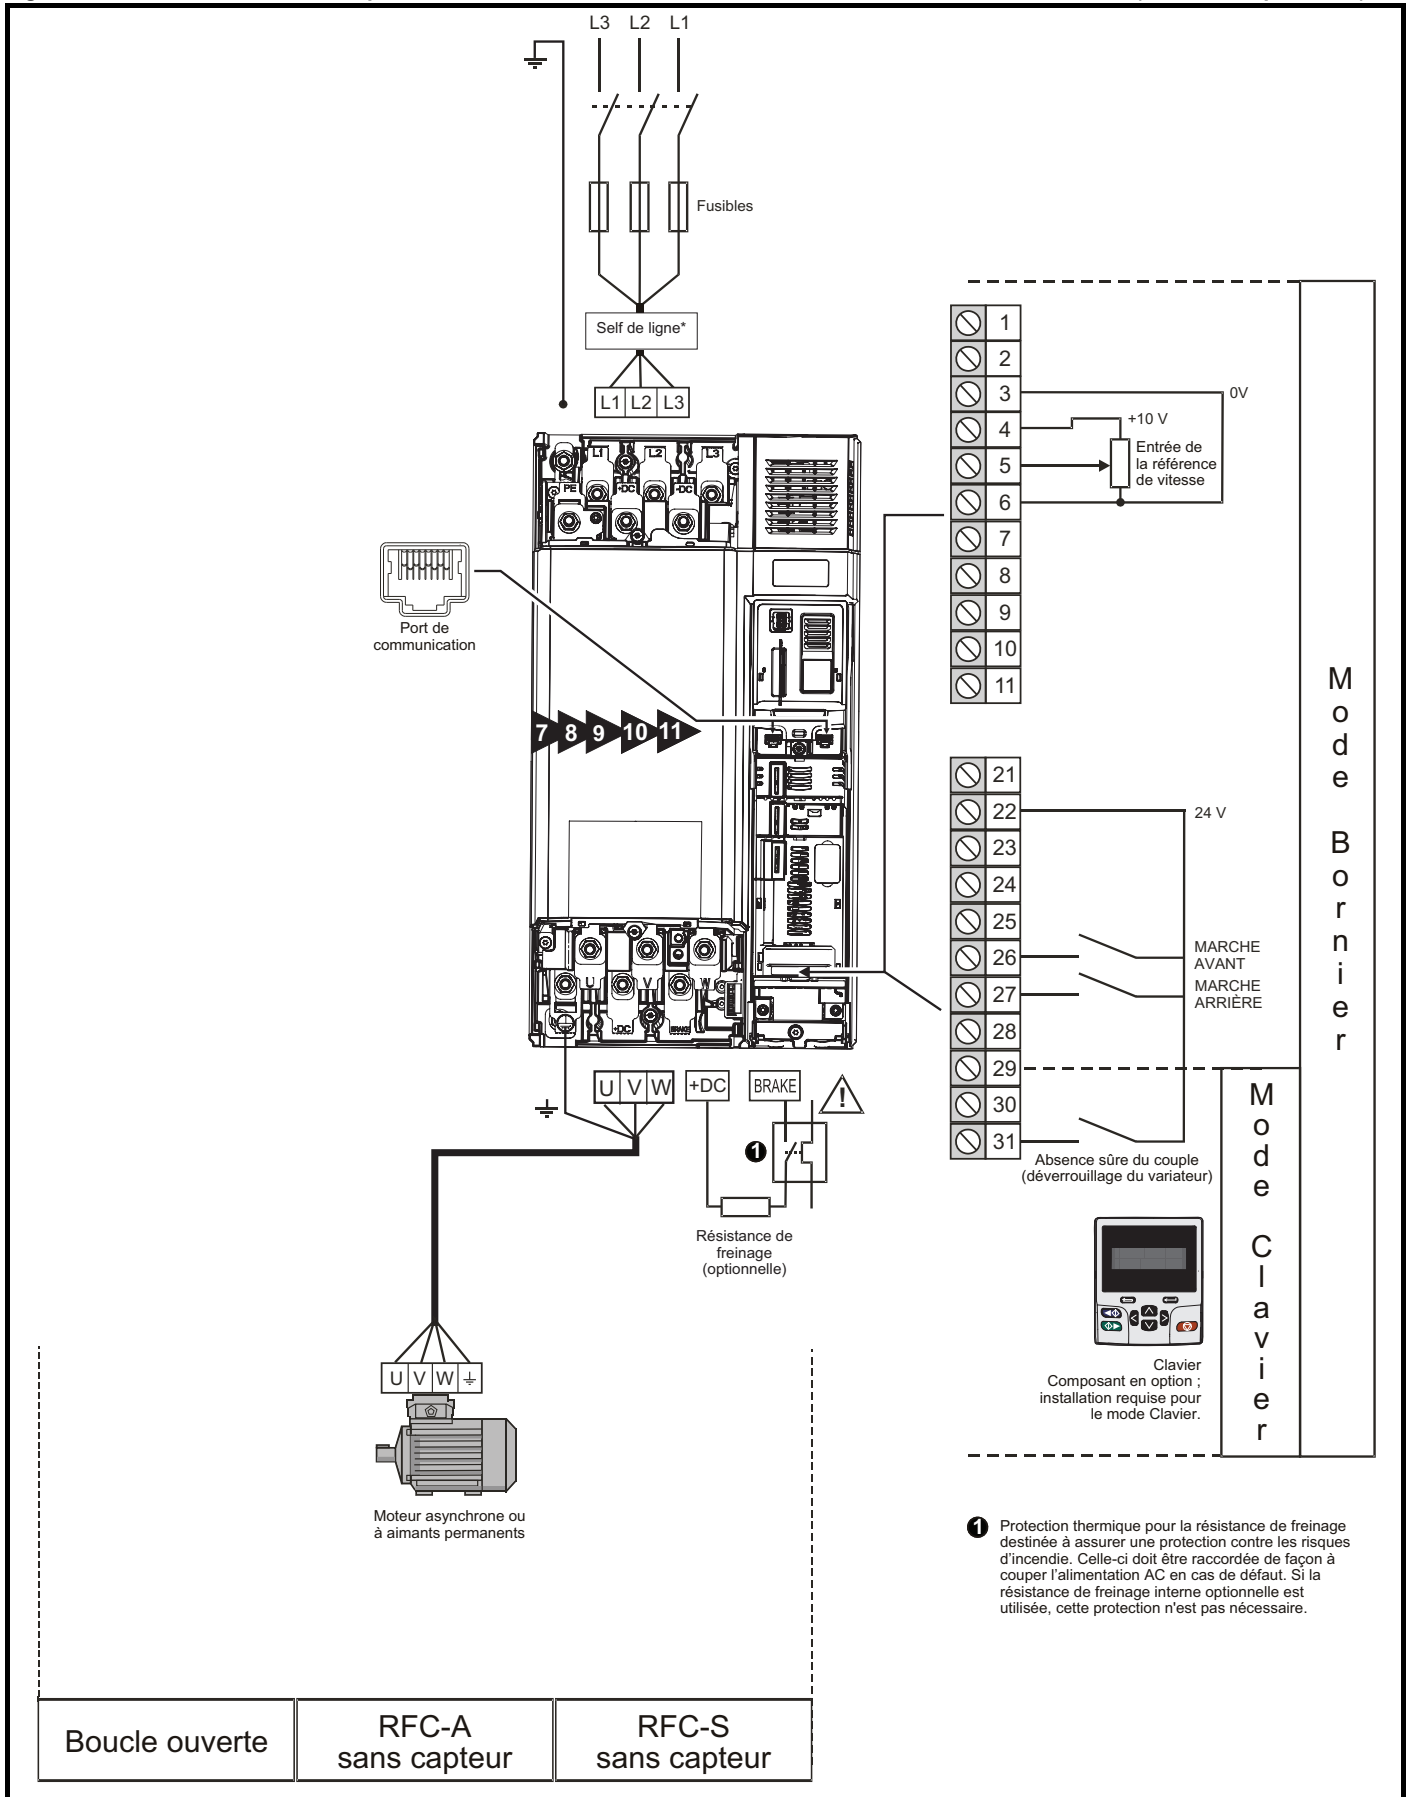 L3 L2 L1
Fusibles
Self de ligne*
L1 L2 L3
L1 L2 L3
PE +DC -DC
Port de
communication
7 8 9 10 11
U V W
+DC BRAKE
U V W
+DC
BRAKE
1
Résistance de
freinage
(optionnelle)
U V W
Moteur asynchrone ou
à aimants permanents
1
2
3
0V
4
+10 V
5
Entrée de
la référence
de vitesse
6
7
8
9
10
11
21
22
24 V
23
24
25
26
MARCHE
AVANT
27
MARCHE
ARRIÈRE
28
29
30
31
Absence sûre du couple
(déverrouillage du variateur)
Clavier
Composant en option ;
installation requise pour
le mode Clavier.
Mode Clavier
Mode Bornier
1 Protection thermique pour la résistance de freinage
destinée à assurer une protection contre les risques
d'incendie. Celle-ci doit être raccordée de façon à
couper l'alimentation AC en cas de défaut. Si la
résistance de freinage interne optionnelle est
utilisée, cette protection n'est pas nécessaire.
Boucle ouverte
RFC-A
sans capteur
RFC-S
sans capteur